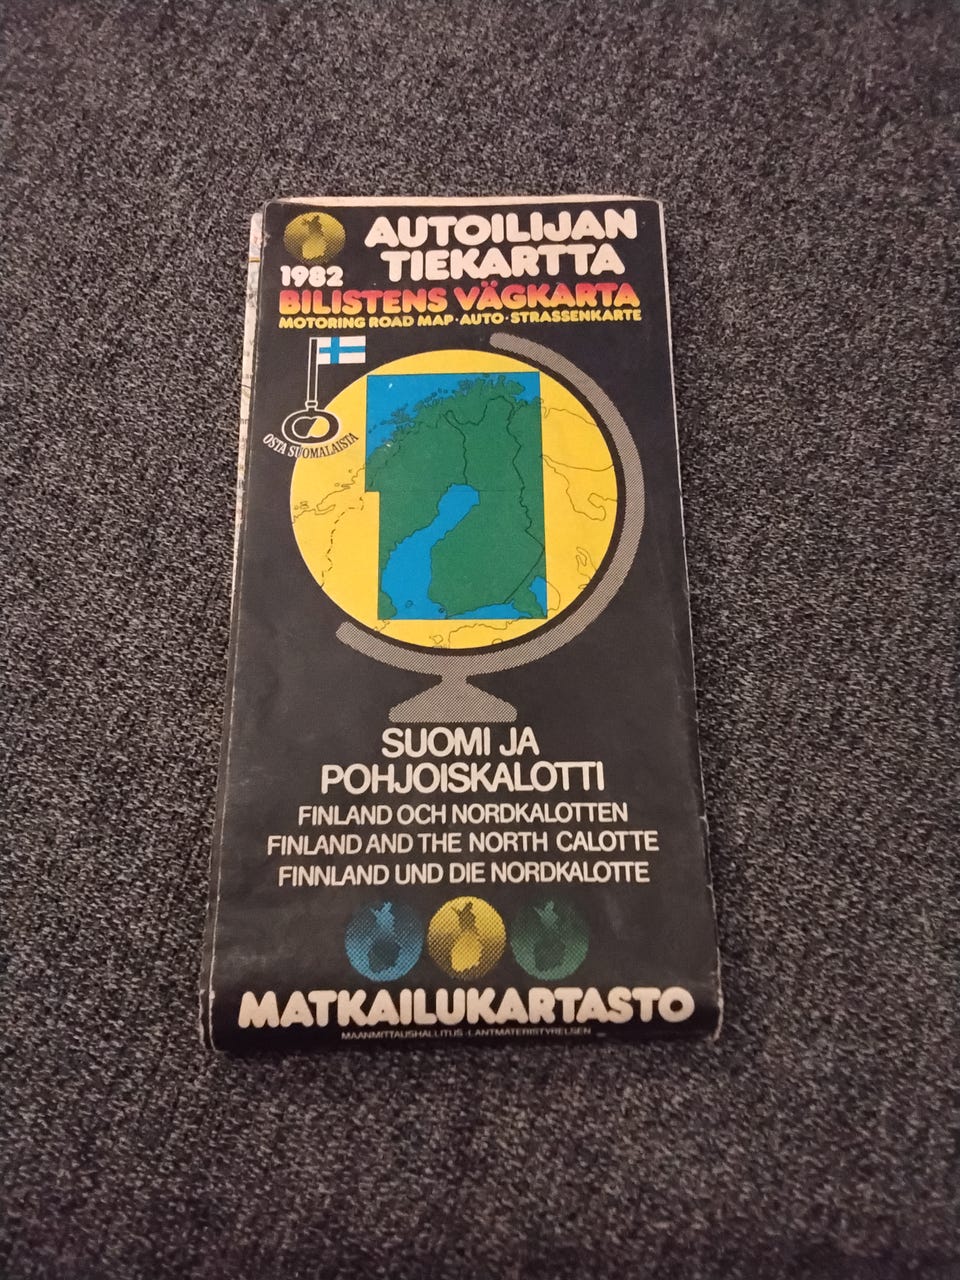 AUTOILIJAN
TIEKARTTA
1982
BILISTENS VÄGKARTA
MOTORING ROAD MAP·AUTO·STRASSENKARTE
OSTA SUOMALAISTA
SUOMI JA
POHJOISKALOTTI
FINLAND OCH NORDKALOTTEN
FINLAND AND THE NORTH CALOTTE
FINNLAND UND DIE NORDKALOTTE
MATKAILUKARTASTO
MAANMITTAUSHALLITUS·LANTMÄTERISTYRELSEN